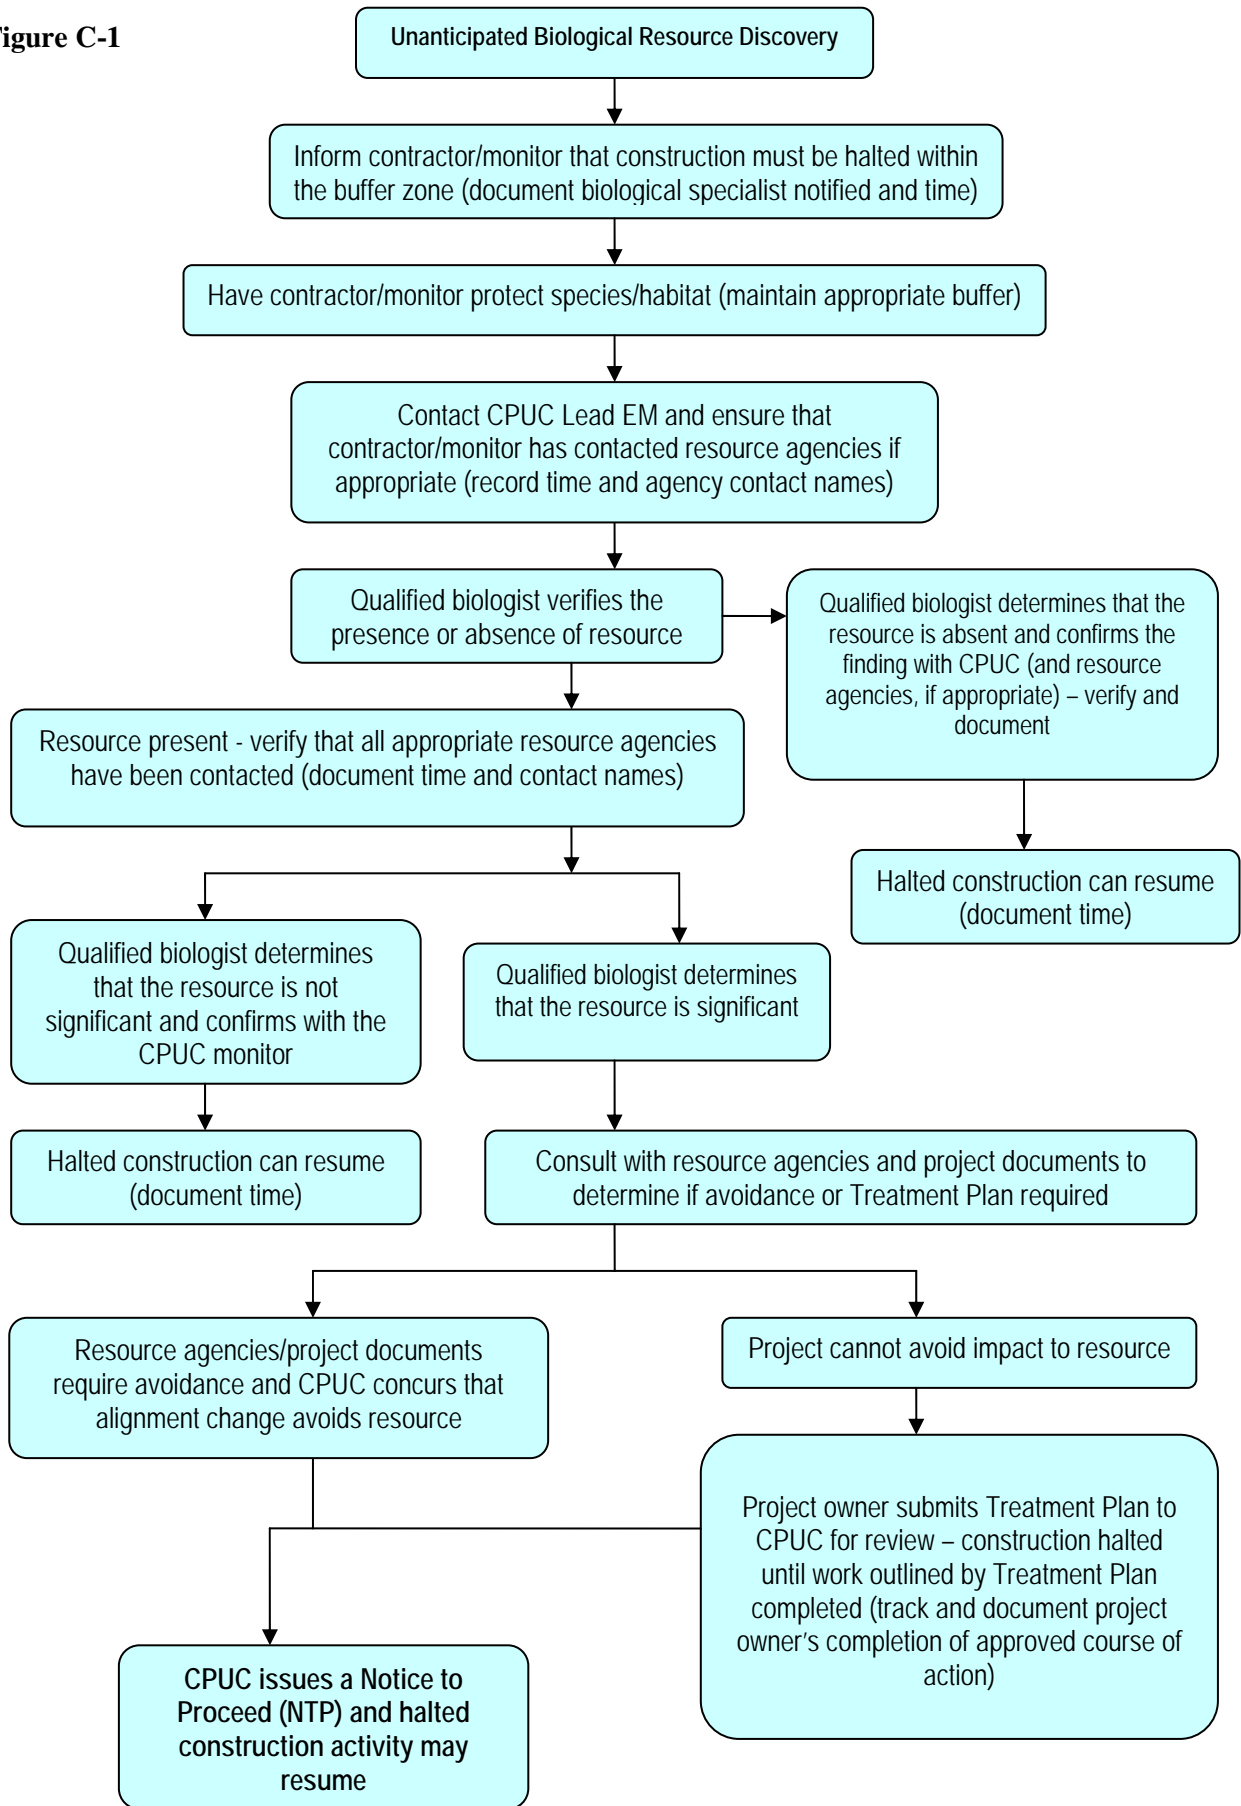 igure C-1
Unanticipated Biological Resource Discovery
Inform contractor/monitor that construction must be halted within
the buffer zone (document biological specialist notified and time)
Have contractor/monitor protect species/habitat (maintain appropriate buffer)
Contact CPUC Lead EM and ensure that
contractor/monitor has contacted resource agencies if
appropriate (record time and agency contact names)
Qualified biologist verifies the
presence or absence of resource
Qualified biologist determines that the
resource is absent and confirms the
finding with CPUC (and resource
agencies, if appropriate) – verify and
document
Resource present - verify that all appropriate resource agencies
have been contacted (document time and contact names)
Halted construction can resume
(document time)
Qualified biologist determines
that the resource is not
significant and confirms with the
CPUC monitor
Qualified biologist determines
that the resource is significant
Halted construction can resume
(document time)
Consult with resource agencies and project documents to
determine if avoidance or Treatment Plan required
Resource agencies/project documents
require avoidance and CPUC concurs that
alignment change avoids resource
Project cannot avoid impact to resource
Project owner submits Treatment Plan to
CPUC for review – construction halted
until work outlined by Treatment Plan
completed (track and document project
owner’s completion of approved course of
action)
CPUC issues a Notice to
Proceed (NTP) and halted
construction activity may
resume